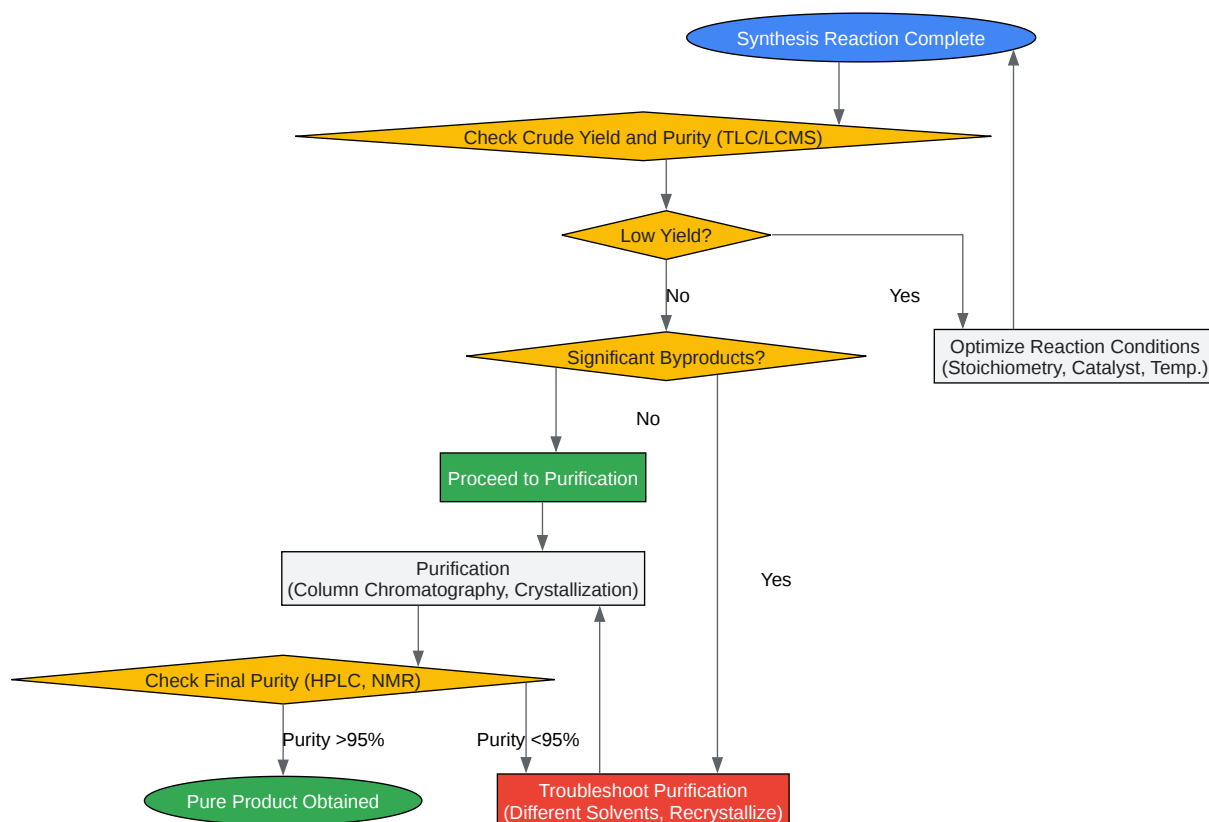 Synthesis Reaction Complete
Check Crude Yield and Purity (TLC/LCMS)
Low Yield?
No
Yes
Optimize Reaction Conditions
(Stoichiometry, Catalyst, Temp.)
Significant Byproducts?
No
Proceed to Purification
Purification
(Column Chromatography, Crystallization)
Yes
Check Final Purity (HPLC, NMR)
Purity >95%
Purity <95%
Pure Product Obtained
Troubleshoot Purification
(Different Solvents, Recrystallize)